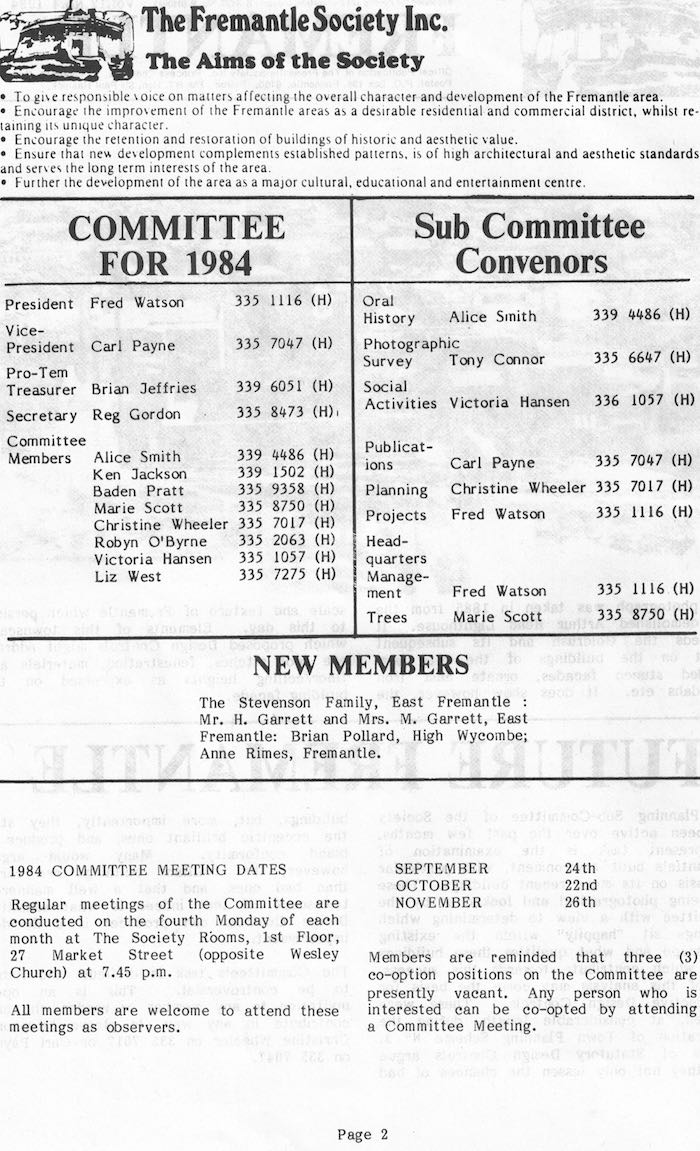 The Fremantle Society Inc.
The Aims of the Society
• To give responsible voice on matters affecting the overall character and development of the Fremantle area.
• Encourage the improvement of the Fremantle areas as a desirable residential and commercial district, whilst re-
taining its unique character.
• Encourage the retention and restoration of buildings of historic and aesthetic value.
• Ensure that new development complements established patterns, is of high architectural and aesthetic standards
and serves the long term interests of the area.
• Further the development of the area as a major cultural, educational and entertainment centre.
COMMITTEE
FOR 1984
President Fred Watson 335 1116 (H)
Vice-
President Carl Payne 335 7047 (H)
Pro-Tem
Treasurer Brian Jeffries 339 6051 (H)
Secretary Reg Gordon 335 8473 (H)
Committee
Members Alice Smith 339 4486 (H)
Ken Jackson 339 1502 (H)
Baden Pratt 335 9358 (H)
Marie Scott 335 8750 (H)
Christine Wheeler 335 7017 (H)
Robyn O'Byrne 335 2063 (H)
Victoria Hansen 335 1057 (H)
Liz West 335 7275 (H)
Sub Committee
Convenors
Oral
History Alice Smith 339 4486 (H)
Photographic
Survey Tony Connor 335 6647 (H)
Social
Activities Victoria Hansen 336 1057 (H)
Publicat-
ions Carl Payne 335 7047 (H)
Planning Christine Wheeler 335 7017 (H)
Projects Fred Watson 335 1116 (H)
Head-
quarters
Manage-
ment Fred Watson 335 1116 (H)
Trees Marie Scott 335 8750 (H)
NEW MEMBERS
The Stevenson Family, East Fremantle :
Mr. H. Garrett and Mrs. M. Garrett, East
Fremantle: Brian Pollard, High Wycombe;
Anne Rimes, Fremantle.
1984 COMMITTEE MEETING DATES
Regular meetings of the Committee are
conducted on the fourth Monday of each
month at The Society Rooms, 1st Floor,
27 Market Street (opposite Wesley
Church) at 7.45 p.m.
All members are welcome to attend these
meetings as observers.
SEPTEMBER 24th
OCTOBER 22nd
NOVEMBER 26th
Members are reminded that three (3)
co-option positions on the Committee are
presently vacant. Any person who is
interested can be co-opted by attending
a Committee Meeting.
Page 2